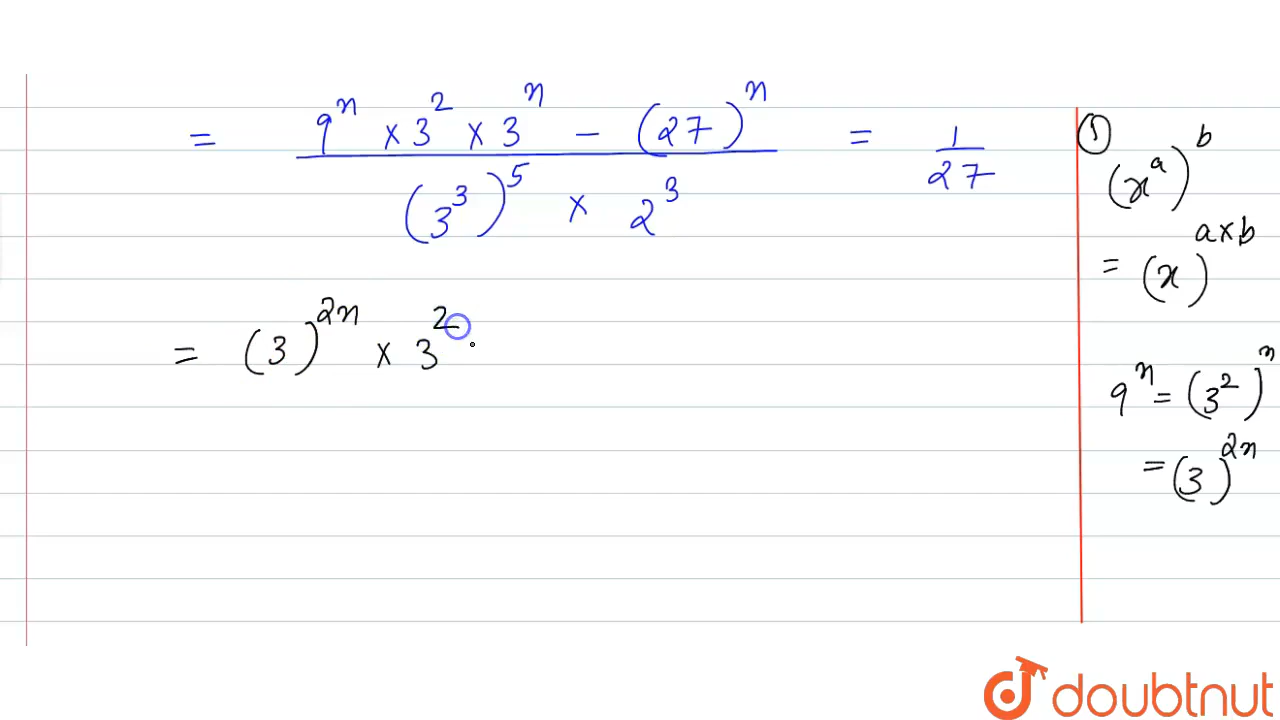 = 9^n × 3^2 × 3^n − (27)^n / (3^3)^5 × 2^3 = 1/27
= (3)^2n × 3^2
① (x^a)^b
= (x)^a×b
9^n = (3^2)^n
= (3)^2n
doubtnut